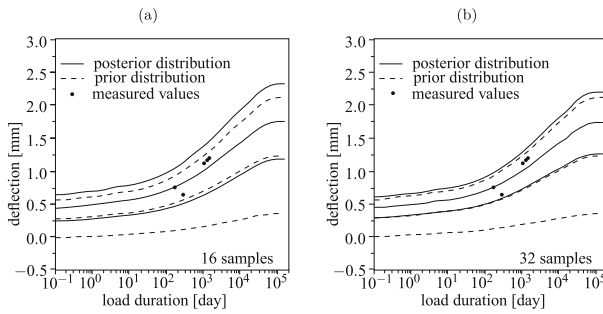 (a)
3.0
2.5
2.0
1.5
1.0
0.5
0.0
−0.5
deflection [mm]
posterior distribution
prior distribution
measured values
16 samples
10^-1 10^0 10^1 10^2 10^3 10^4 10^5
load duration [day]
(b)
3.0
2.5
2.0
1.5
1.0
0.5
0.0
−0.5
deflection [mm]
posterior distribution
prior distribution
measured values
32 samples
10^-1 10^0 10^1 10^2 10^3 10^4 10^5
load duration [day]